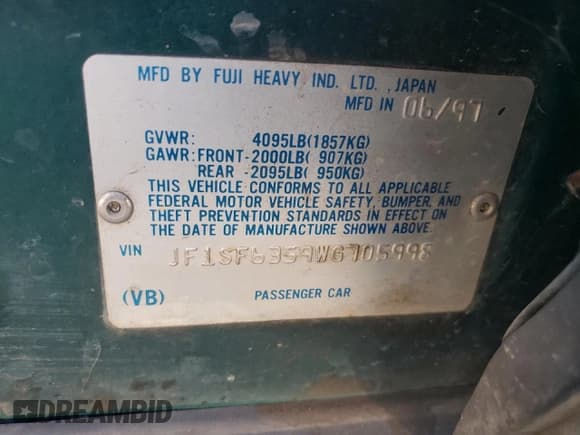 MFD BY FUJI HEAVY IND. LTD. , JAPAN
MFD IN 06/97
GVWR: 4095LB(1857KG)
GAWR:FRONT-2000LB( 907KG)
REAR -2095LB( 950KG)
THIS VEHICLE CONFORMS TO ALL APPLICABLE
FEDERAL MOTOR VEHICLE SAFETY, BUMPER, AND
THEFT PREVENTION STANDARDS IN EFFECT ON
THE DATE OF MANUFACTURE SHOWN ABOVE.
VIN JF1SF6359WG705998
(VB) PASSENGER CAR
DREAMBID